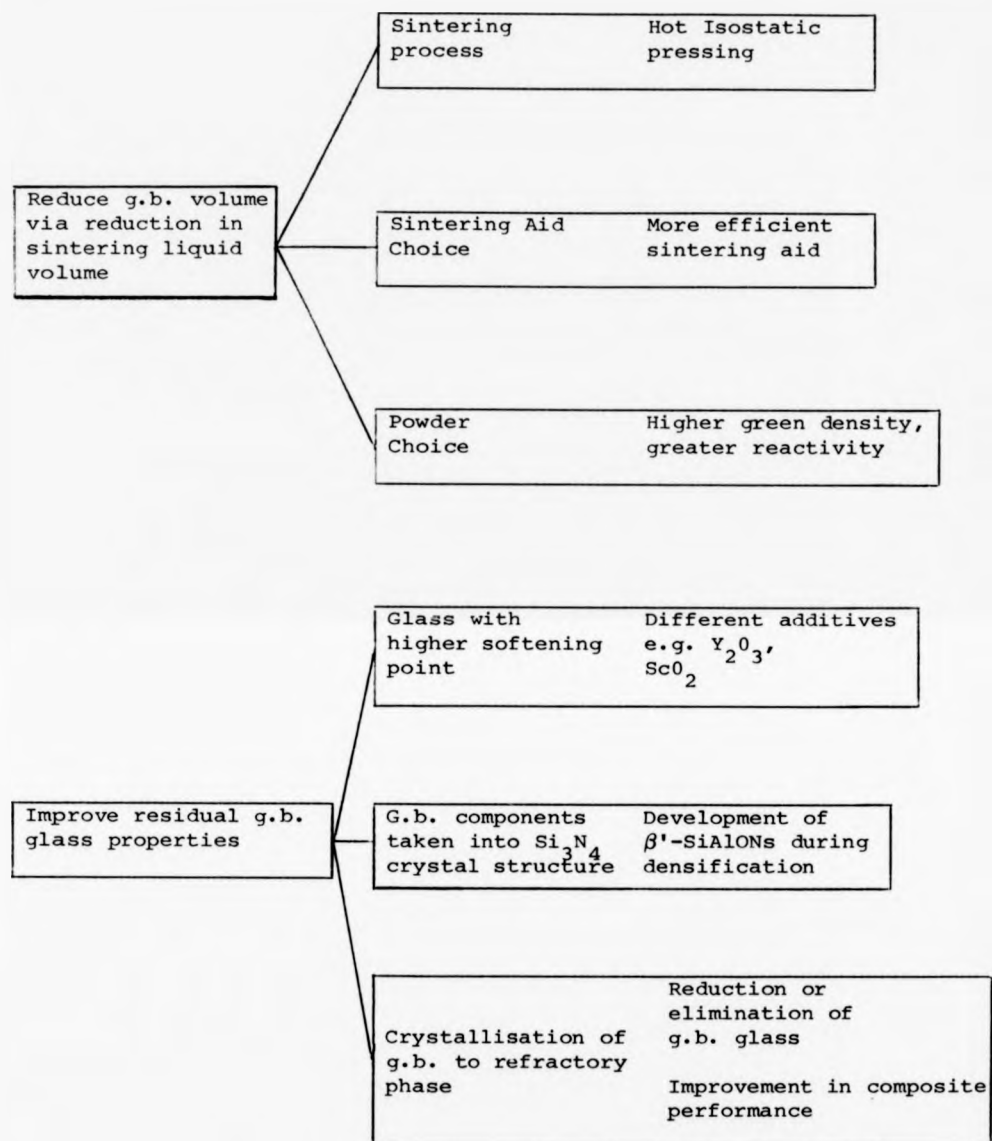 Sintering process
Hot Isostatic pressing
Reduce g.b. volume
via reduction in
sintering liquid
volume
Sintering Aid
Choice
More efficient
sintering aid
Powder
Choice
Higher green density,
greater reactivity
Glass with
higher softening
point
Different additives
e.g. Y2O3,
ScO2
Improve residual g.b.
glass properties
G.b. components
taken into Si3N4
crystal structure
Development of
β'-SiAlONs during
densification
Crystallisation of
g.b. to refractory
phase
Reduction or
elimination of
g.b. glass
Improvement in composite
performance